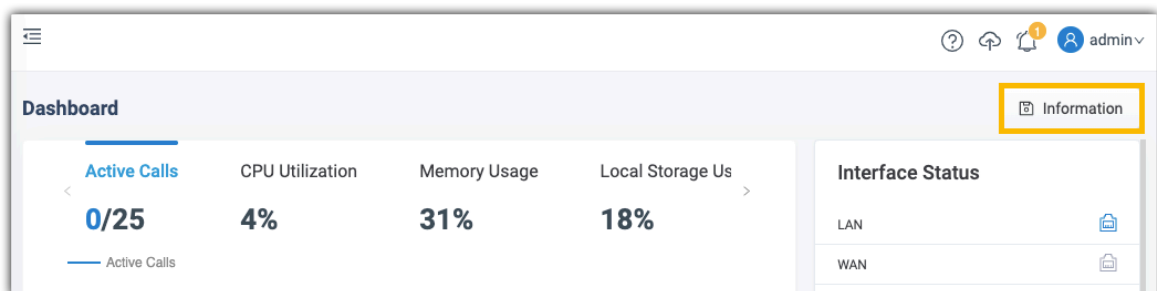 1
admin
Dashboard
Information
Active Calls CPU Utilization Memory Usage Local Storage Us
0/25 4% 31% 18%
Active Calls
Interface Status
LAN
WAN